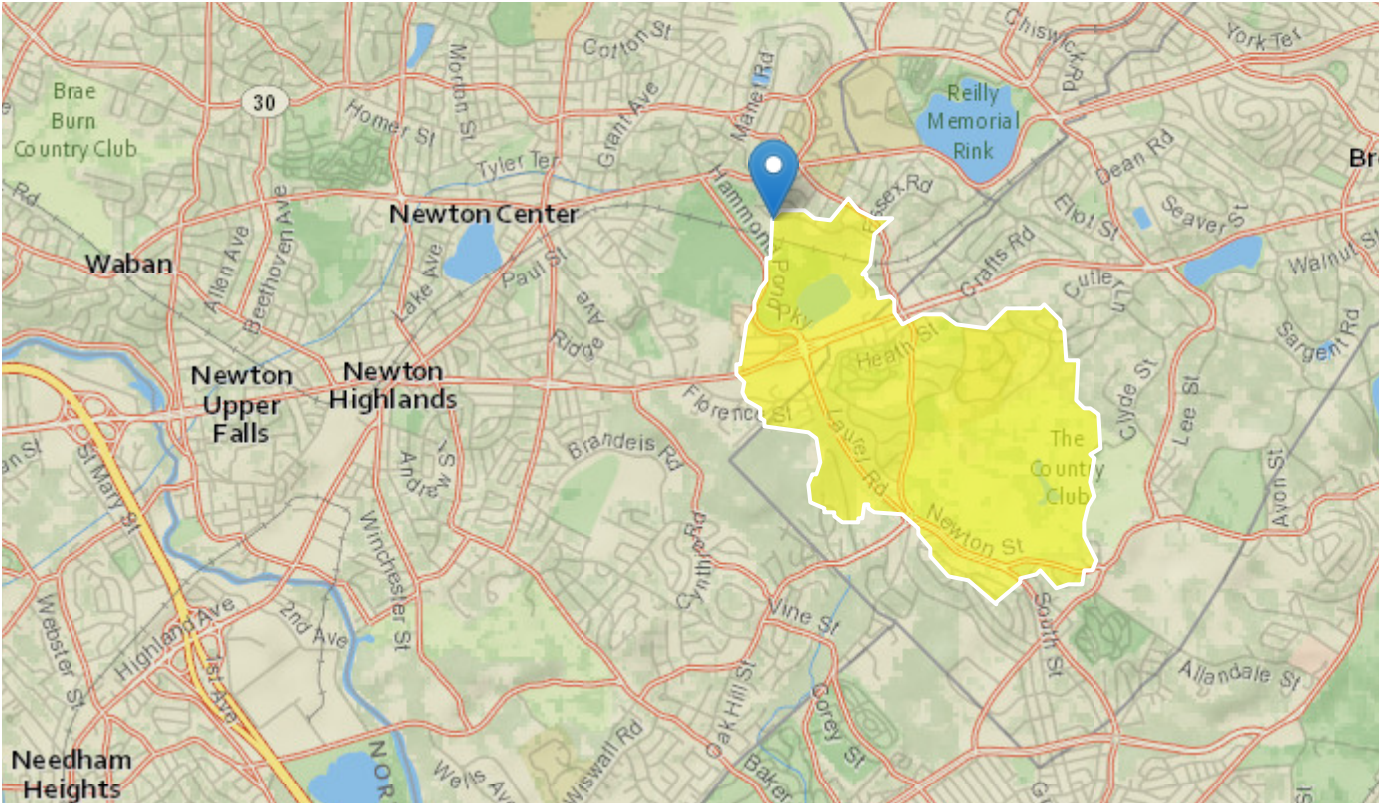 Cotton St
Chiswick Rd
York Ter
Brae
Burn
Country Club
30
Morton St
Homer St
Grant Ave
Manet Rd
Reilly
Memorial
Rink
Tyler Ter
Hammond
Pond Pky
Essex Rd
Dean Rd
Eliot St
Seaver St
Walnut St
Rd
Newton Center
Waban
Allen Ave
Beethoven Ave
Lake Ave
Paul St
Ridge Ave
Crafts Rd
Cutler Ln
Sargent Rd
Newton
Upper
Falls
Newton
Highlands
Heath St
Florence St
Clyde St
Lee St
Laurel Rd
The
Country
Club
Brandeis Rd
St Mary St
Avon St
Newton St
Winchester St
Cynthia Rd
Webster St
Highland Ave
2nd Ave
1st Ave
Vine St
South St
Allandale St
Oak Hill St
Corey St
Baker
Wiswall Rd
Wells Ave
Needham
Heights
NOR